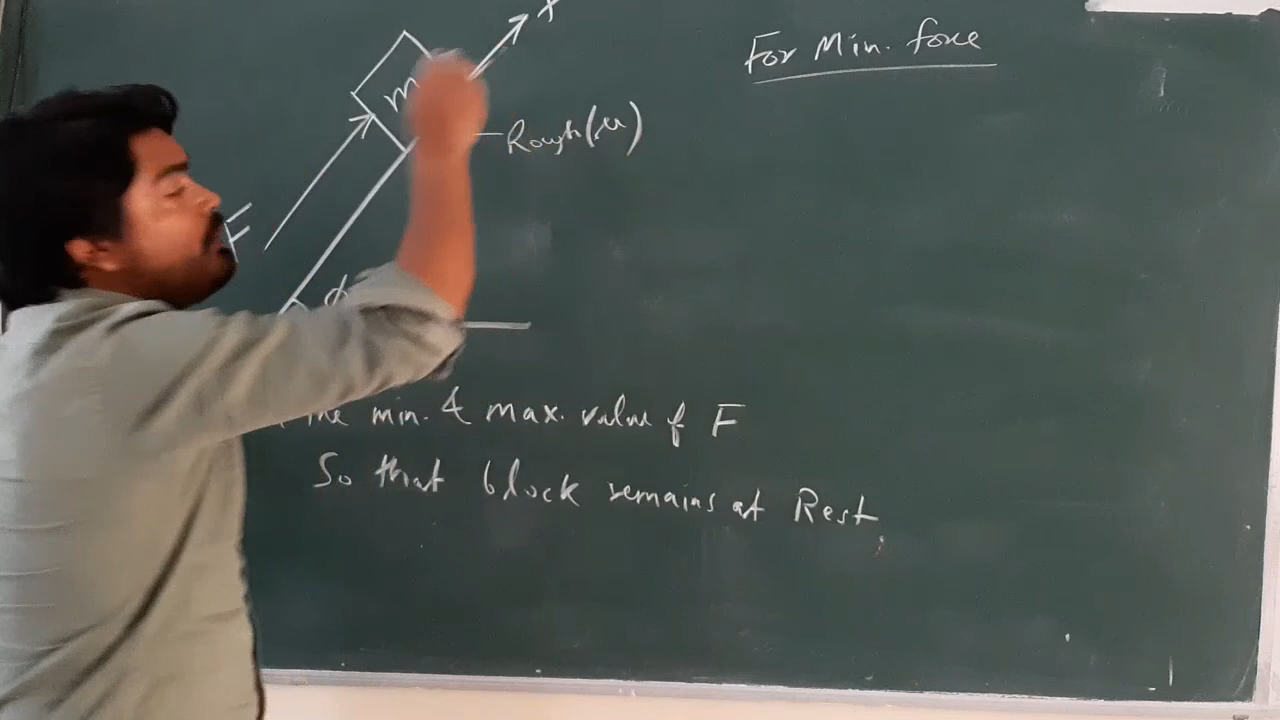 For Min. force
x
m
Rough(μ)
F
ϕ
the min. & max. value of F
So that block remains at Rest,